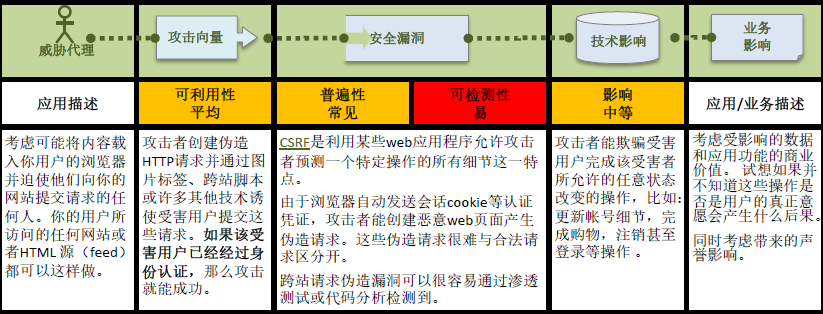 威胁代理
攻击向量
安全漏洞
技术影响
业务
影响
应用描述
可利用性
平均
普遍性
常见
可检测性
易
影响
中等
应用/业务描述
考虑可能将内容载
入你用户的浏览器
并迫使他们向你的
网站提交请求的任
何人。你的用户所
访问的任何网站或
者HTML 源（feed）
都可以这样做。
攻击者创建伪造
HTTP请求并通过图
片标签、跨站脚本
或许多其他技术诱
使受害用户提交这
些请求。如果该受
害用户已经经过身
份认证，那么攻击
就能成功。
CSRF是利用某些web应用程序允许攻击
者预测一个特定操作的所有细节这一特
点。
由于浏览器自动发送会话cookie等认证
凭证，攻击者能创建恶意web页面产生
伪造请求。这些伪造请求很难与合法请
求区分开。
跨站请求伪造漏洞可以很容易通过渗透
测试或代码分析检测到。
攻击者能欺骗受害
用户完成该受害者
所允许的任意状态
改变的操作，比如：
更新帐号细节，完
成购物，注销甚至
登录等操作 。
考虑受影响的数据
和应用功能的商业
价值。 试想如果并
不知道这些操作是
否是用户的真正意
愿会产生什么后果。
同时考虑带来的声
誉影响。